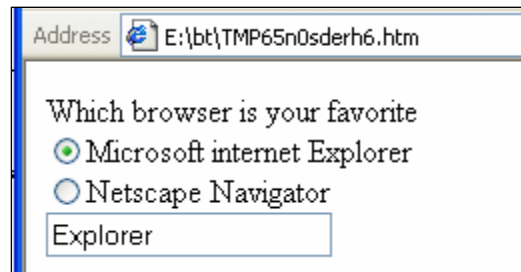 Address E:\bt\TMP65n0sderh6.htm
Which browser is your favorite
Microsoft internet Explorer
Netscape Navigator
Explorer